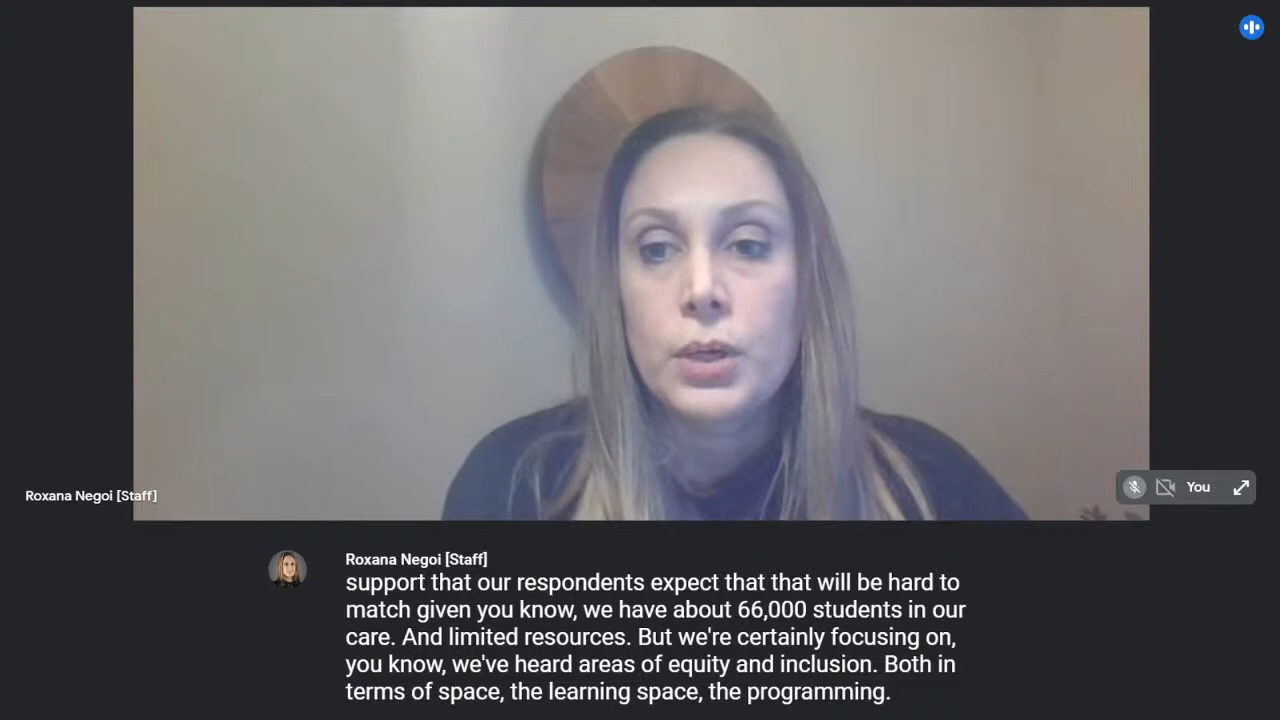 Roxana Negoi [Staff]
You
Roxana Negoi [Staff]
support that our respondents expect that that will be hard to
match given you know, we have about 66,000 students in our
care. And limited resources. But we're certainly focusing on,
you know, we've heard areas of equity and inclusion. Both in
terms of space, the learning space, the programming.